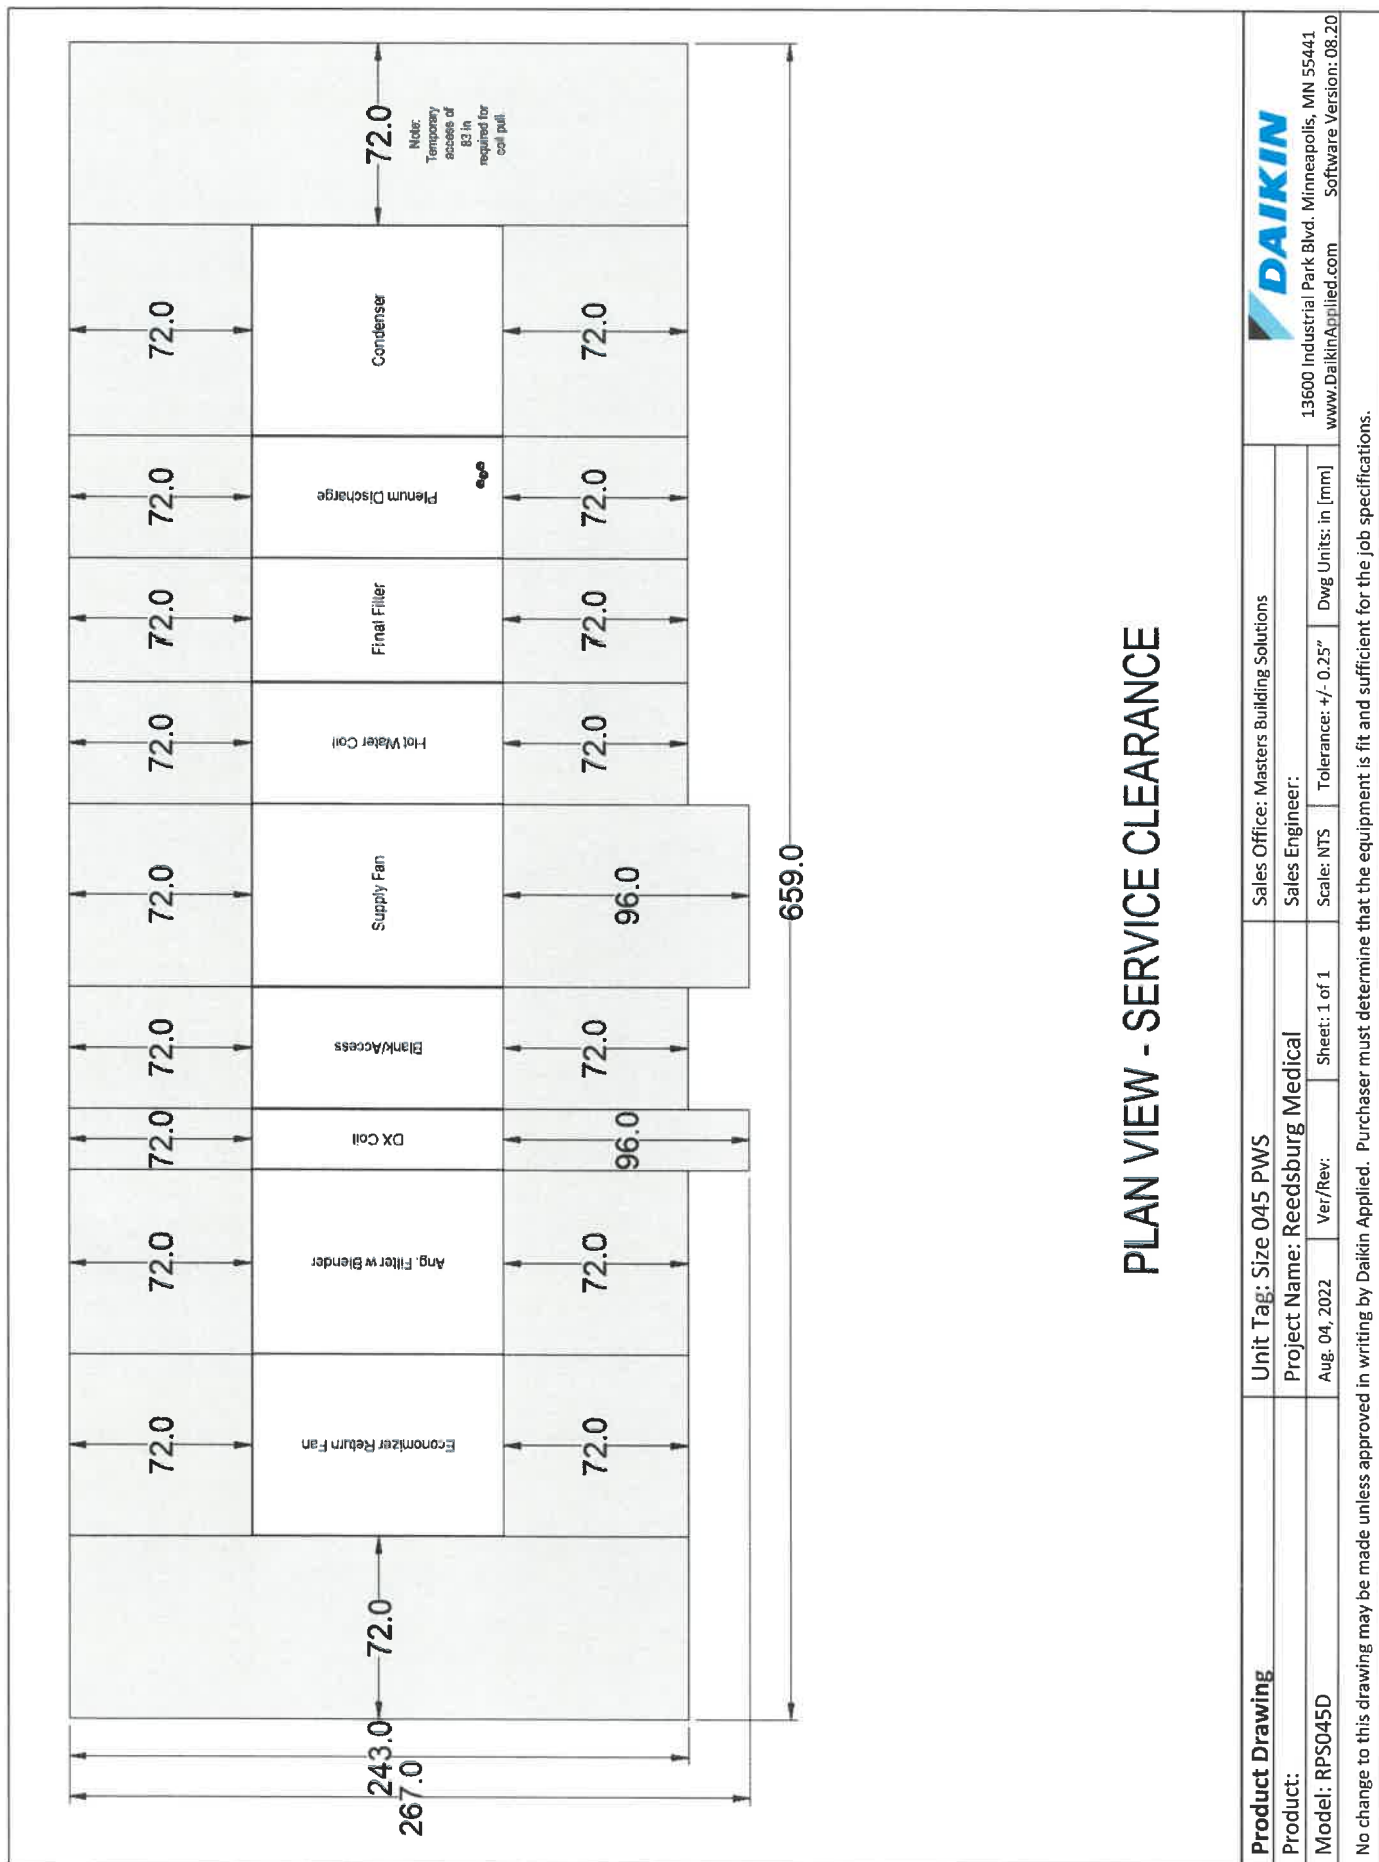 72.0
72.0
72.0
72.0
72.0
72.0
72.0
72.0
72.0
72.0
Economizer Return Fan
Ang. Filter w Blender
DX Coil
Blank/Access
Supply Fan
Hot Water Coil
Final Filter
Plenum Discharge
Condenser
72.0
Note:
Temporary
access of
83 in
required for
coil pull.
243.0
267.0
72.0
72.0
96.0
72.0
96.0
72.0
72.0
72.0
72.0
659.0
PLAN VIEW - SERVICE CLEARANCE
Product Drawing
Unit Tag: Size 045 PWS
Sales Office: Masters Building Solutions
Product:
Project Name: Reedsburg Medical
Sales Engineer:
Model: RPS045D
Aug. 04, 2022
Ver/Rev:
Sheet: 1 of 1
Scale: NTS
Tolerance: +/- 0.25"
Dwg Units: in [mm]
DAIKIN
13600 Industrial Park Blvd. Minneapolis, MN 55441
www.DaikinApplied.com Software Version: 08.20
No change to this drawing may be made unless approved in writing by Daikin Applied. Purchaser must determine that the equipment is fit and sufficient for the job specifications.